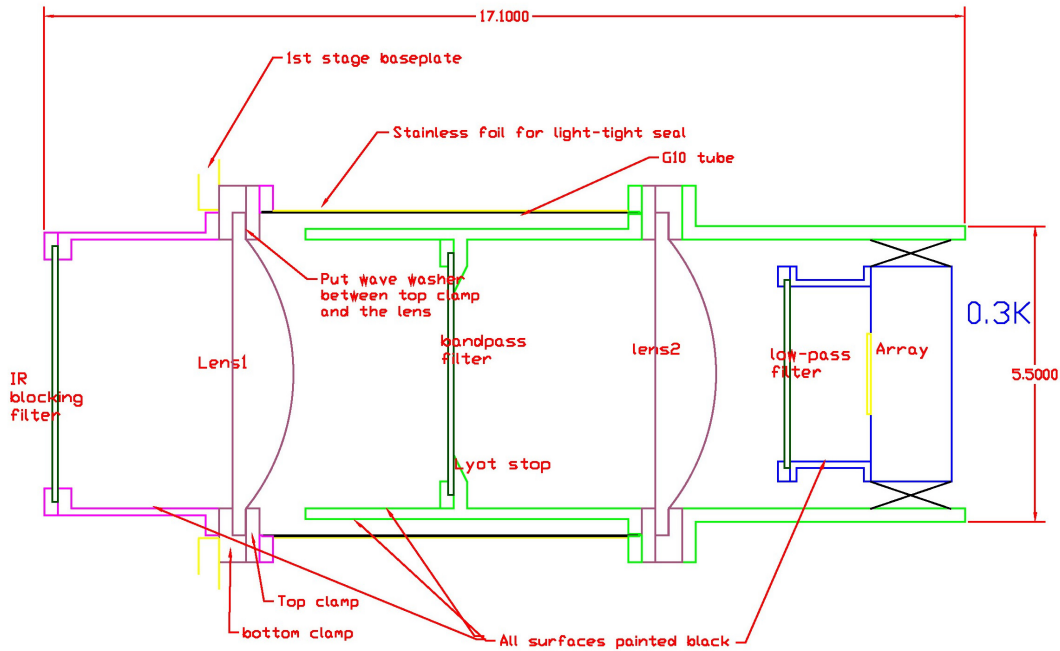 17.1000
1st stage baseplate
Stainless foil for light-tight seal
G10 tube
Put wave washer
between top clamp
and the lens
0.3K
bandpass
filter
lens2
low-pass
filter
Array
Lens1
IR
blocking
filter
5.5000
Lyot stop
Top clamp
bottom clamp
All surfaces painted black